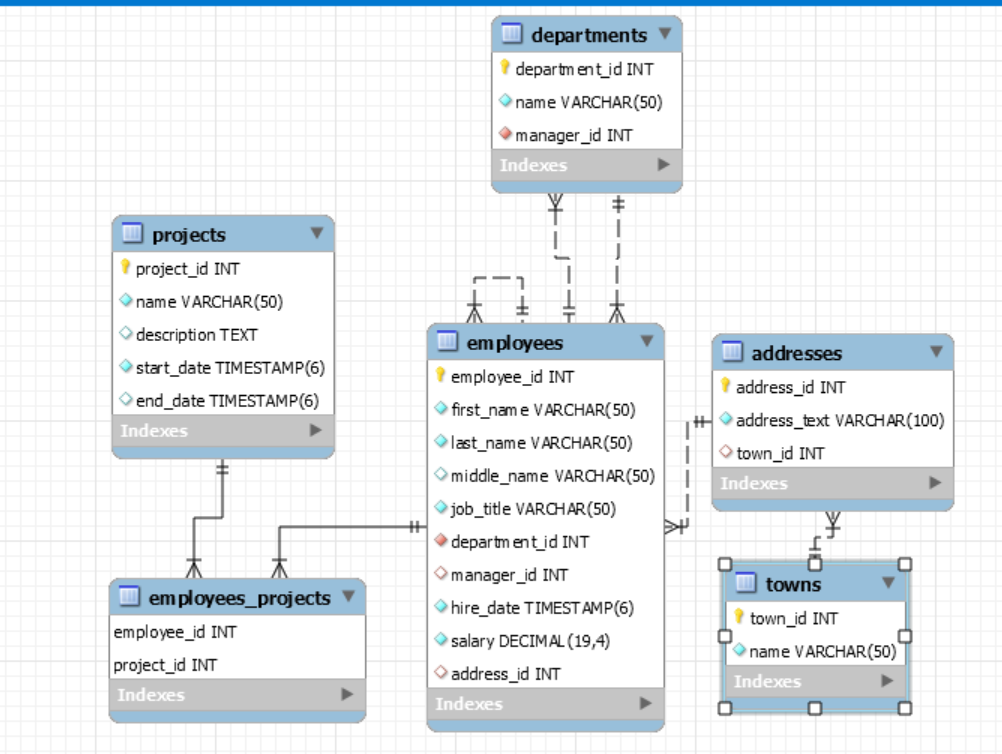 departments
department_id INT
name VARCHAR(50)
manager_id INT
Indexes
projects
project_id INT
name VARCHAR(50)
description TEXT
start_date TIMESTAMP(6)
end_date TIMESTAMP(6)
Indexes
employees
employee_id INT
first_name VARCHAR(50)
last_name VARCHAR(50)
middle_name VARCHAR(50)
job_title VARCHAR(50)
department_id INT
manager_id INT
hire_date TIMESTAMP(6)
salary DECIMAL(19,4)
address_id INT
Indexes
addresses
address_id INT
address_text VARCHAR(100)
town_id INT
Indexes
employees_projects
employee_id INT
project_id INT
Indexes
towns
town_id INT
name VARCHAR(50)
Indexes